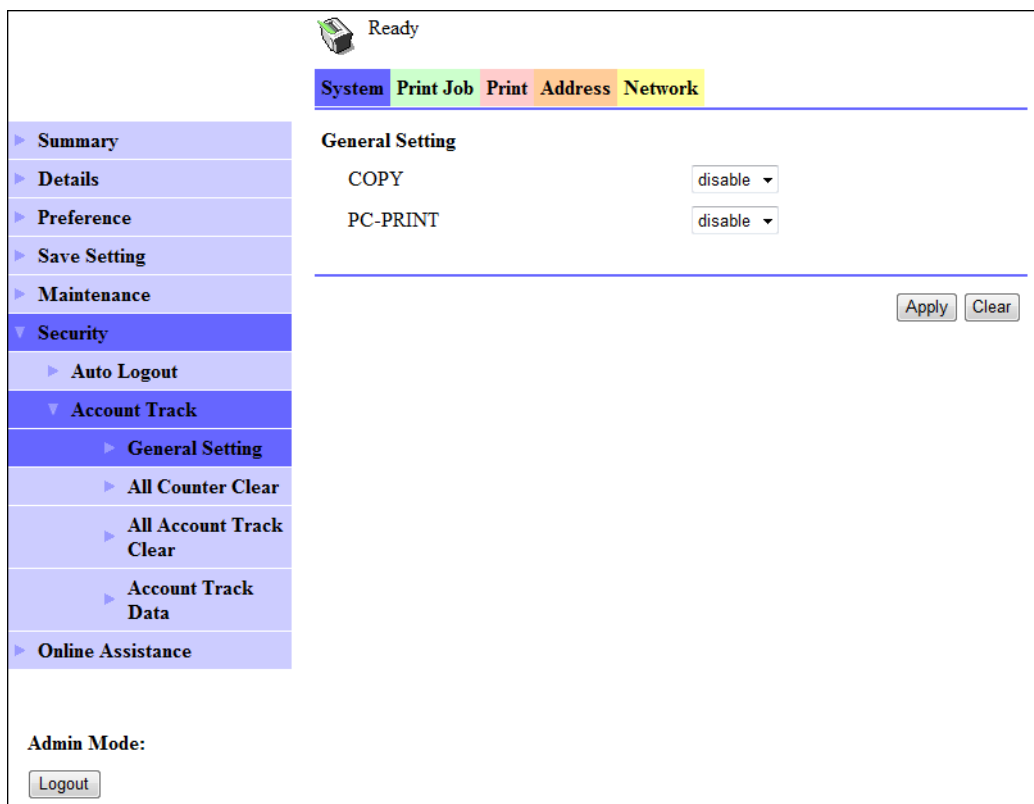 Ready
System Print Job Print Address Network
Summary
Details
Preference
Save Setting
Maintenance
Security
Auto Logout
Account Track
General Setting
All Counter Clear
All Account Track
Clear
Account Track
Data
Online Assistance
Admin Mode:
Logout
General Setting
COPY disable
PC-PRINT disable
Apply Clear